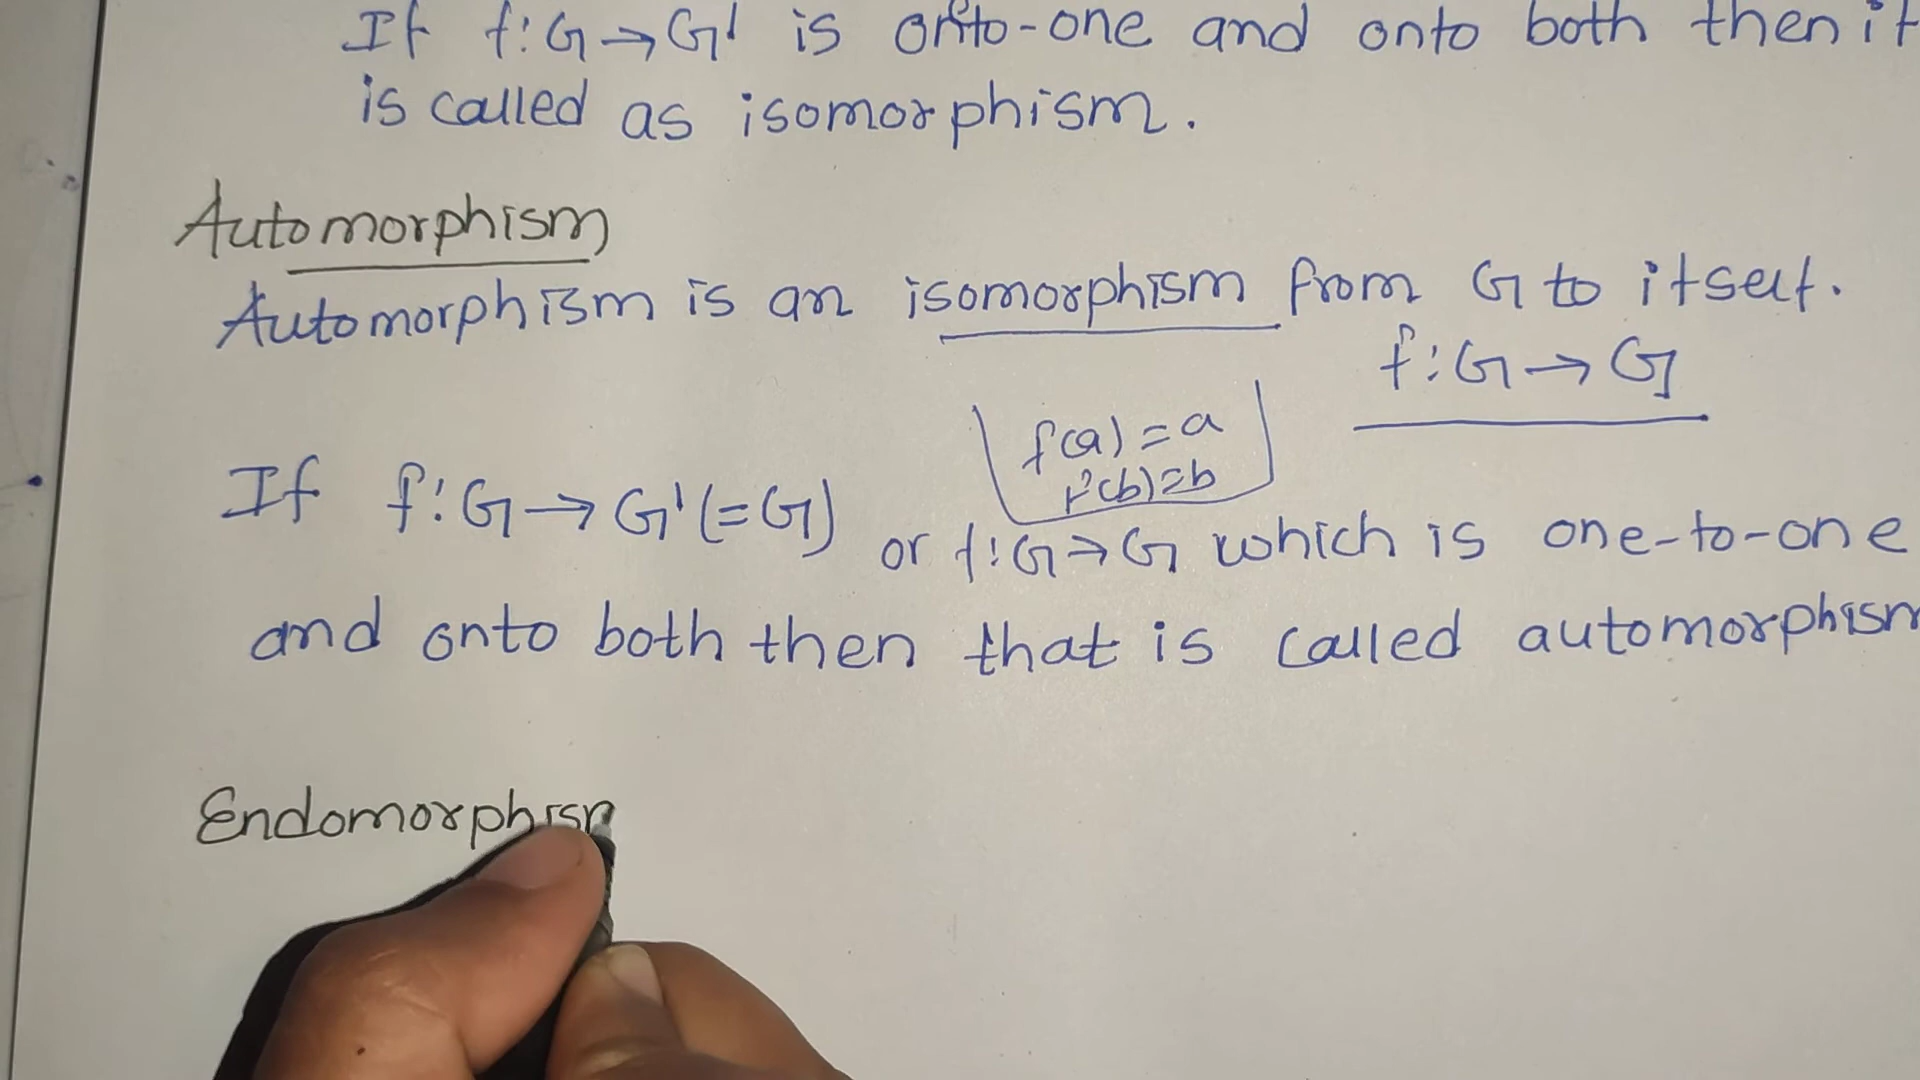 If f:G→G' is onto-one and onto both then it
is called as isomorphism.
Automorphism
Automorphism is an isomorphism from G to itself.
f:G→G
f(a)=a
f(b)=b
If f:G→G'(=G) or f:G→G which is one-to-one
and onto both then that is called automorphism
Endomorphism